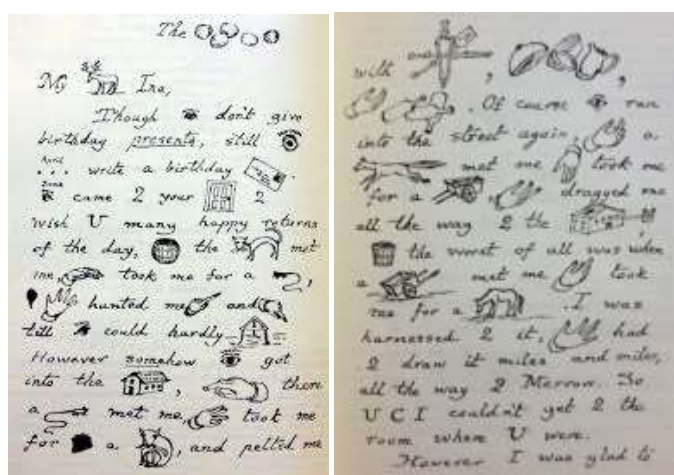 The
My Ina,
Though don't give
birthday presents, still
April
... write a birthday
June
came 2 your 2
wish U many happy returns
of the day, the met
me, took me for a ,
hunted me and
till could hardly
However somehow got
into the , there
a met me, took me
for a , and pelted me
with , ,
. Of course ran
into the street again, a
met me took me
for a , dragged me
all the way 2 the
the worst of all was when
a met me took
me for a . I was
harnessed 2 it, had
2 draw it miles and miles,
all the way 2 Merrow. So
U C I couldn't get 2 the
room where U were.
However I was glad to